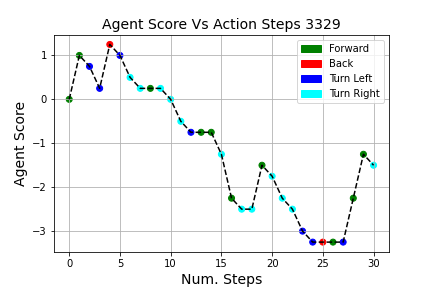 Agent Score Vs Action Steps 3329
Forward
Back
Turn Left
Turn Right
Agent Score
1
0
−1
−2
−3
0 5 10 15 20 25 30
Num. Steps